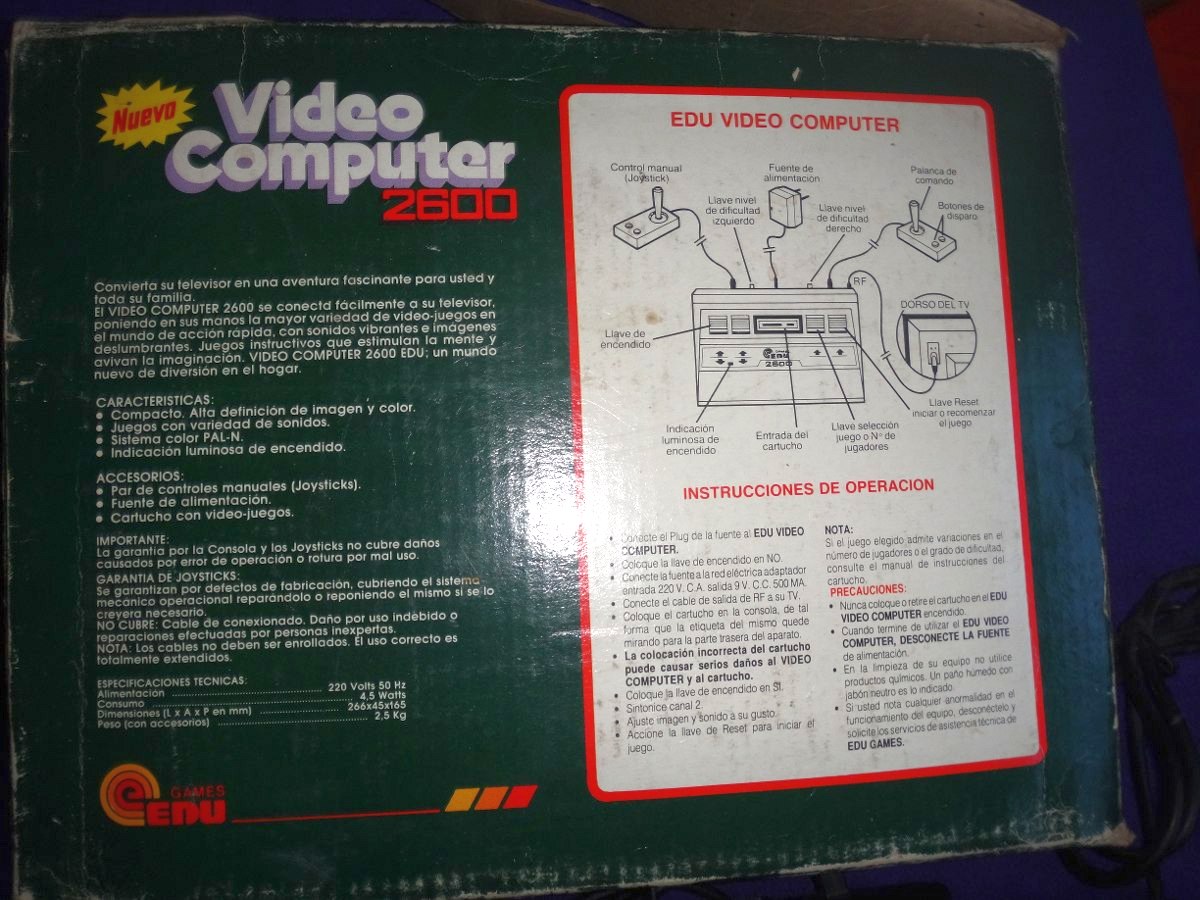 Nuevo
Video
Computer
2600
Convierta su televisor en una aventura fascinante para usted y
toda su familia.
El VIDEO COMPUTER 2600 se conecta fácilmente a su televisor,
poniendo en sus manos la mayor variedad de video-juegos en
el mundo de acción rápida, con sonidos vibrantes e imágenes
deslumbrantes. Juegos instructivos que estimulan la mente y
avivan la imaginación. VIDEO COMPUTER 2600 EDU: un mundo
nuevo de diversión en el hogar.
CARACTERISTICAS:
• Compacto. Alta definición de imagen y color.
• Juegos con variedad de sonidos.
• Sistema color PAL-N.
• Indicación luminosa de encendido.
ACCESORIOS:
• Par de controles manuales (Joysticks).
• Fuente de alimentación.
• Cartucho con video-juegos.
IMPORTANTE:
La garantía por la Consola y los Joysticks no cubre daños
causados por error de operación o rotura por mal uso.
GARANTIA DE JOYSTICKS:
Se garantizan por defectos de fabricación, cubriendo el sistema
mecánico operacional reparándolo o reponiendo el mismo si se lo
creyera necesario.
NO CUBRE: Cable de conexionado. Daño por uso indebido o
reparaciones efectuadas por personas inexpertas.
NOTA: Los cables no deben ser enrollados. El uso correcto es
totalmente extendidos.
ESPECIFICACIONES TECNICAS:
Alimentación ........ 220 Volts 50 Hz
Consumo ........ 4,5 Watts
Dimensiones (L x A x P en mm) ........ 266x45x165
Peso (con accesorios) ........ 2,5 Kg
GAMES
EDU
EDU VIDEO COMPUTER
Control manual
(Joystick)
Fuente de
alimentación
Palanca de
comando
Llave nivel
de dificultad
izquierdo
Llave nivel
de dificultad
derecho
Botones de
disparo
RF
DORSO DEL TV
Llave de
encendido
EDU
2600
Indicación
luminosa de
encendido
Entrada del
cartucho
Llave selección
juego o Nº de
jugadores
Llave Reset
iniciar o recomenzar
el juego
INSTRUCCIONES DE OPERACION
• Conecte el Plug de la fuente al EDU VIDEO
COMPUTER.
• Coloque la llave de encendido en NO.
• Conecte la fuente a la red eléctrica adaptador
entrada 220 V. C.A. salida 9 V. C.C. 500 MA.
• Conecte el cable de salida de RF a su TV.
• Coloque el cartucho en la consola, de tal
forma que la etiqueta del mismo quede
mirando para la parte trasera del aparato.
• La colocación incorrecta del cartucho
puede causar serios daños al VIDEO
COMPUTER y al cartucho.
• Coloque la llave de encendido en SI.
• Sintonice canal 2.
• Ajuste imagen y sonido a su gusto.
• Accione la llave de Reset para iniciar el
juego.
NOTA:
Si el juego elegido admite variaciones en el
número de jugadores o el grado de dificultad,
consulte el manual de instrucciones del
cartucho.
PRECAUCIONES:
• Nunca coloque o retire el cartucho en el EDU
VIDEO COMPUTER encendido.
• Cuando termine de utilizar el EDU VIDEO
COMPUTER, DESCONECTE LA FUENTE
de alimentación.
• En la limpieza de su equipo no utilice
productos químicos. Un paño húmedo con
jabón neutro es lo indicado.
• Si usted nota cualquier anormalidad en el
funcionamiento del equipo, desconéctelo y
solicite los servicios de asistencia técnica de
EDU GAMES.